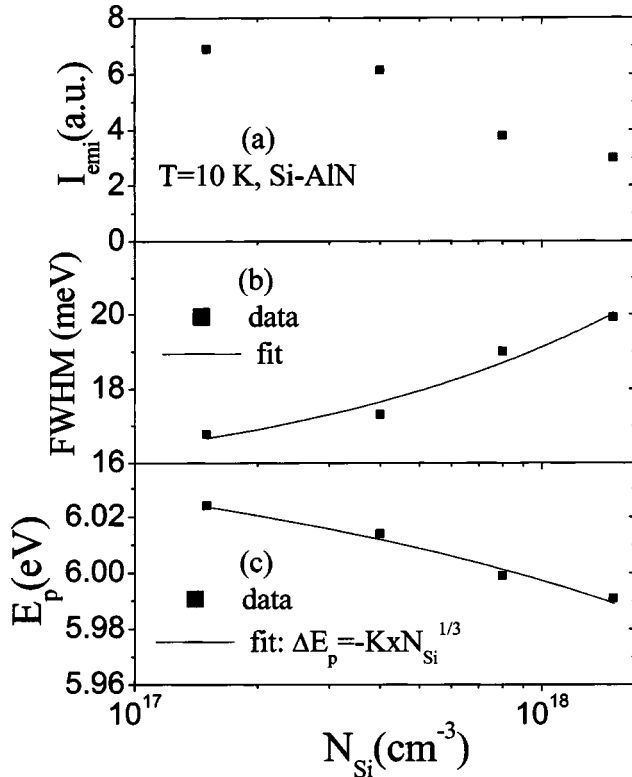 8
6
4
2
0
I_emi (a.u.)
(a)
T=10 K, Si-AlN
20
18
16
FWHM (meV)
(b)
data
fit
6.02
6.00
5.98
5.96
E_p(eV)
(c)
data
fit: ΔE_p=-KxN_Si^1/3
10^17
10^18
N_Si(cm^-3)